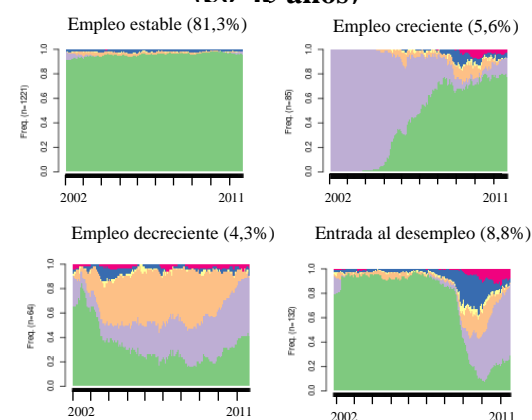 Empleo estable (81,3%)
Empleo creciente (5,6%)
Freq. (n=1221)
0.0 0.2 0.4 0.6 0.8 1.0
2002 2011
Freq. (n=85)
0.0 0.2 0.4 0.6 0.8 1.0
2002 2011
Empleo decreciente (4,3%)
Entrada al desempleo (8,8%)
Freq. (n=64)
0.0 0.2 0.4 0.6 0.8 1.0
2002 2011
Freq. (n=132)
0.0 0.2 0.4 0.6 0.8 1.0
2002 2011